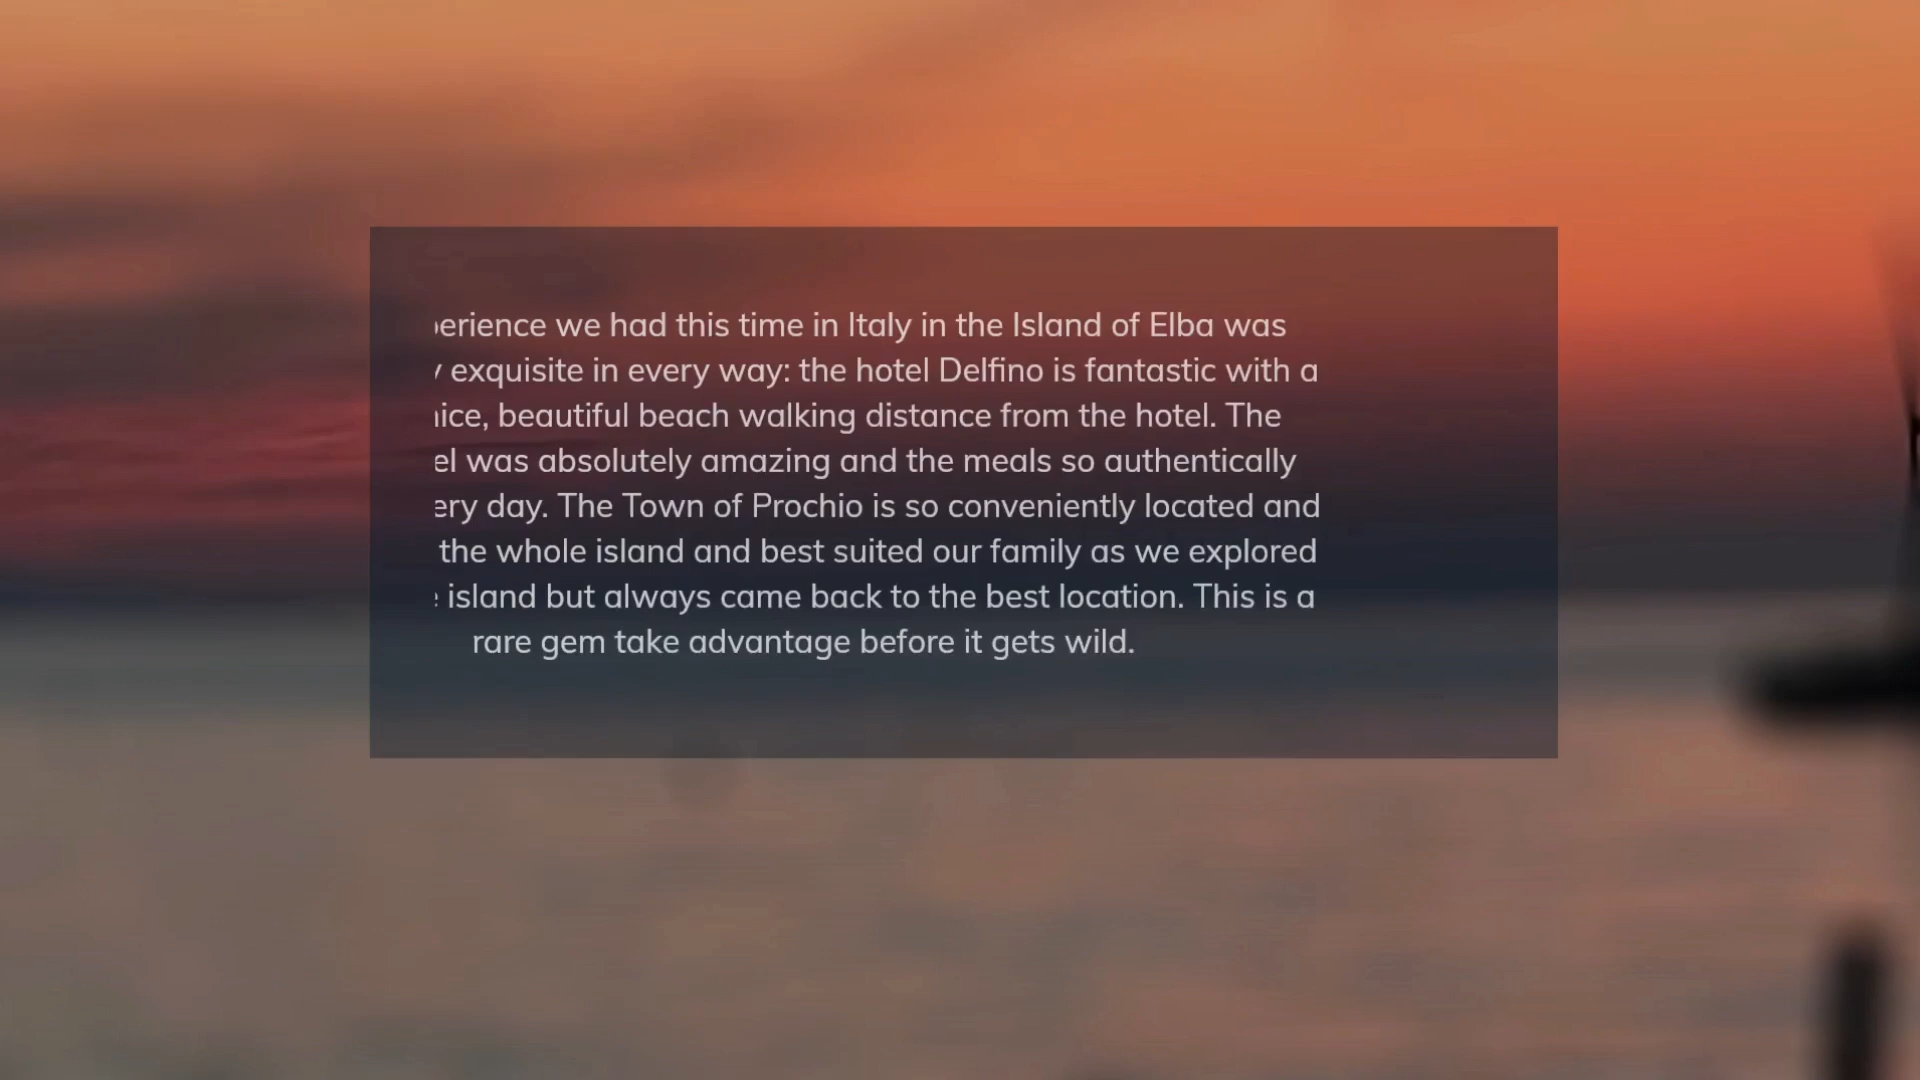 we had this time in Italy in the Island of Elba was
exquisite in every way: the hotel Delfino is fantastic with a
beautiful beach walking distance from the hotel. The
was absolutely amazing and the meals so authentically
day. The Town of Prochio is so conveniently located and
the whole island and best suited our family as we explored
island but always came back to the best location. This is a
rare gem take advantage before it gets wild.